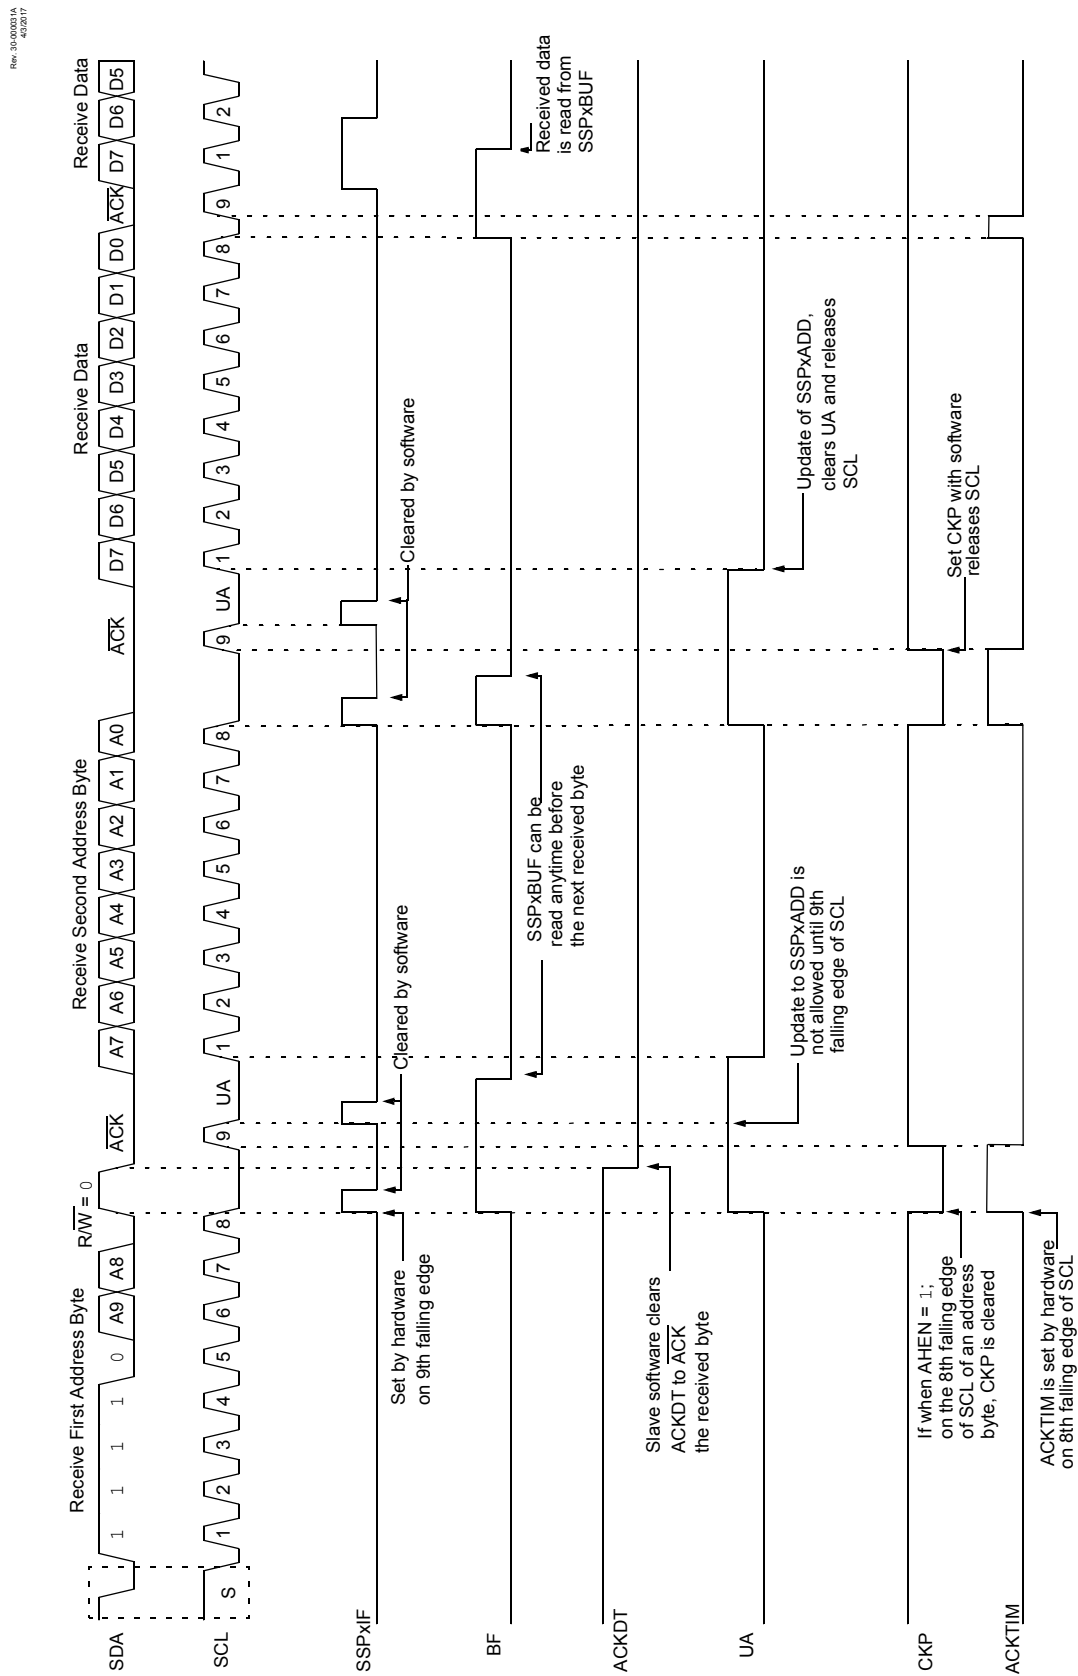 Rev. 30-000031A
4/3/2017
Receive First Address Byte
R/W = 0
Receive Second Address Byte
Receive Data
Receive Data
SDA
1 1 1 1 0 A9 A8 ACK A7 A6 A5 A4 A3 A2 A1 A0 ACK D7 D6 D5 D4 D3 D2 D1 D0 ACK D7 D6 D5
SCL
S 1 2 3 4 5 6 7 8 9 UA 1 2 3 4 5 6 7 8 9 UA 1 2 3 4 5 6 7 8 9 1 2
SSPxIF
Set by hardware
on 9th falling edge
Cleared by software
Cleared by software
BF
SSPxBUF can be
read anytime before
the next received byte
Received data
is read from
SSPxBUF
ACKDT
Slave software clears
ACKDT to ACK
the received byte
UA
Update to SSPxADD is
not allowed until 9th
falling edge of SCL
Update of SSPxADD,
clears UA and releases
SCL
CKP
If when AHEN = 1;
on the 8th falling edge
of SCL of an address
byte, CKP is cleared
Set CKP with software
releases SCL
ACKTIM
ACKTIM is set by hardware
on 8th falling edge of SCL